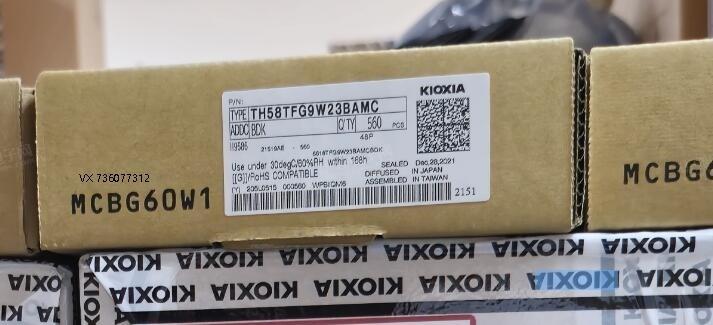 KIOXIA
P/N:
TYPE TH58TFG9W23BAMC
ADDC BDK Q'TY 560 PCS
48P
Use under 30degC/60%RH within 168h
[[G]]/RoHS COMPATIBLE
SEALED Dec,28,2021
DIFFUSED IN JAPAN
ASSEMBLED IN TAIWAN
2151
VX 736077312
MCBG60W1
MCBG6
KIOXIA KIOXIA KIOXIA KIOXIA KIOXIA KIOXIA
KIOXIA KIOXIA KIOXIA KIOXIA KIOXIA KIOXIA
KIOXIA
KIOXIA